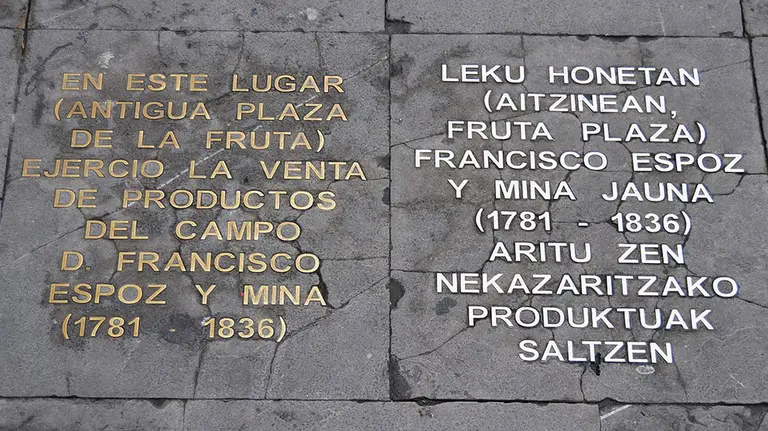 EN ESTE LUGAR
(ANTIGUA PLAZA
DE LA FRUTA)
EJERCIO LA VENTA
DE PRODUCTOS
DEL CAMPO
D. FRANCISCO
ESPOZ Y MINA
(1781 - 1836)
LEKU HONETAN
(AITZINEAN,
FRUTA PLAZA)
FRANCISCO ESPOZ
Y MINA JAUNA
(1781 - 1836)
ARITU ZEN
NEKAZARITZAKO
PRODUKTUAK
SALTZEN